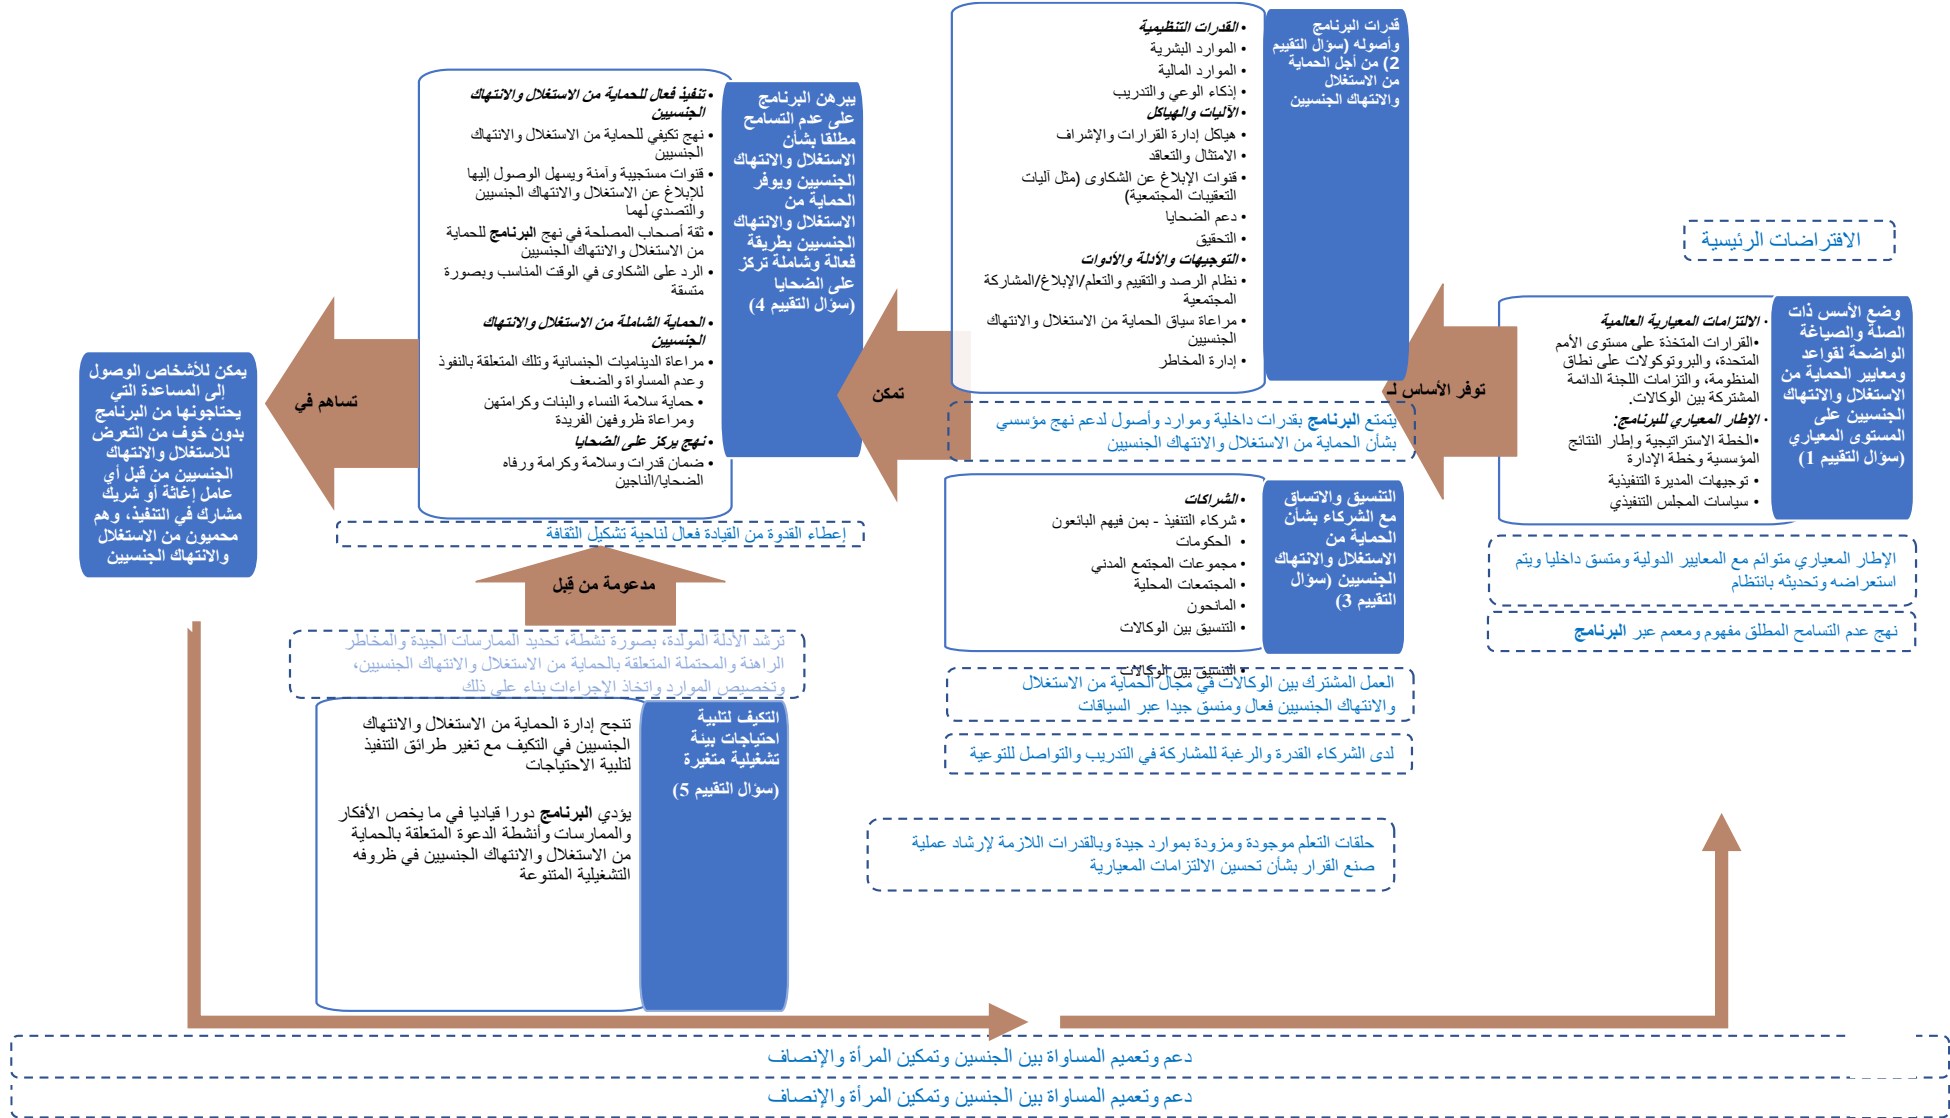 الافتراضات الرئيسية
وضع الأسس ذات
الصلة والصياغة
الواضحة لقواعد
ومعايير الحماية من
الاستغلال والانتهاك
الجنسيين على
المستوى المعياري
(سؤال التقييم 1)
• الالتزامات المعيارية العالمية
•القرارات المتخذة على مستوى الأمم
المتحدة، والبروتوكولات على نطاق
المنظومة، والتزامات اللجنة الدائمة
المشتركة بين الوكالات.
• الإطار المعياري للبرنامج:
•الخطة الاستراتيجية وإطار النتائج
المؤسسية وخطة الإدارة
• توجيهات المديرة التنفيذية
• سياسات المجلس التنفيذي
الإطار المعياري متوائم مع المعايير الدولية ومتسق داخليا ويتم
استعراضه وتحديثه بانتظام
نهج عدم التسامح المطلق مفهوم ومعمم عبر البرنامج
توفر الأساس لـ
قدرات البرنامج
وأصوله (سؤال التقييم
2) من أجل الحماية
من الاستغلال
والانتهاك الجنسيين
• القدرات التنظيمية
• الموارد البشرية
• الموارد المالية
• إذكاء الوعي والتدريب
• الآليات والهياكل
• هياكل إدارة القرارات والإشراف
• الامتثال والتعاقد
• قنوات الإبلاغ عن الشكاوى (مثل آليات
التعقيبات المجتمعية)
• دعم الضحايا
• التحقيق
• التوجيهات والأدلة والأدوات
• نظام الرصد والتقييم والتعلم/الإبلاغ/المشاركة
المجتمعية
• مراعاة سياق الحماية من الاستغلال والانتهاك
الجنسيين
• إدارة المخاطر
يتمتع البرنامج بقدرات داخلية وموارد وأصول لدعم نهج مؤسسي
بشأن الحماية من الاستغلال والانتهاك الجنسيين
التنسيق والاتساق
مع الشركاء بشأن
الحماية من
الاستغلال والانتهاك
الجنسيين (سؤال
التقييم 3)
• الشراكات
• شركاء التنفيذ - بمن فيهم البائعون
• الحكومات
• مجموعات المجتمع المدني
• المجتمعات المحلية
• المانحون
• التنسيق بين الوكالات
• التنسيق بين الوكالات
العمل المشترك بين الوكالات في مجال الحماية من الاستغلال
والانتهاك الجنسيين فعال ومنسق جيدا عبر السياقات
لدى الشركاء القدرة والرغبة للمشاركة في التدريب والتواصل للتوعية
حلقات التعلم موجودة ومزودة بموارد جيدة وبالقدرات اللازمة لإرشاد عملية
صنع القرار بشأن تحسين الالتزامات المعيارية
تمكن
يبرهن البرنامج
على عدم التسامح
مطلقا بشأن
الاستغلال والانتهاك
الجنسيين ويوفر
الحماية من
الاستغلال والانتهاك
الجنسيين بطريقة
فعالة وشاملة تركز
على الضحايا
(سؤال التقييم 4)
• تنفيذ فعال للحماية من الاستغلال والانتهاك
الجنسيين
• نهج تكيفي للحماية من الاستغلال والانتهاك
الجنسيين
• قنوات مستجيبة وآمنة ويسهل الوصول إليها
للإبلاغ عن الاستغلال والانتهاك الجنسيين
والتصدي لهما
• ثقة أصحاب المصلحة في نهج البرنامج للحماية
من الاستغلال والانتهاك الجنسيين
• الرد على الشكاوى في الوقت المناسب وبصورة
متسقة
• الحماية الشاملة من الاستغلال والانتهاك
الجنسيين
• مراعاة الديناميات الجنسانية وتلك المتعلقة بالنفوذ
وعدم المساواة والضعف
• حماية سلامة النساء والبنات وكرامتهن
ومراعاة ظروفهن الفريدة
• نهج يركز على الضحايا
• ضمان قدرات وسلامة وكرامة ورفاه
الضحايا/الناجين
إعطاء القدوة من القيادة فعال لناحية تشكيل الثقافة
مدعومة من قبل
ترشد الأدلة المولدة، بصورة نشطة، تحديد الممارسات الجيدة والمخاطر
الراهنة والمحتملة المتعلقة بالحماية من الاستغلال والانتهاك الجنسيين،
وتخصيص الموارد واتخاذ الإجراءات بناء على ذلك
التكيف لتلبية
احتياجات بيئة
تشغيلية متغيرة
(سؤال التقييم 5)
تنجح إدارة الحماية من الاستغلال والانتهاك
الجنسيين في التكيف مع تغير طرائق التنفيذ
لتلبية الاحتياجات
يؤدي البرنامج دورا قياديا في ما يخص الأفكار
والممارسات وأنشطة الدعوة المتعلقة بالحماية
من الاستغلال والانتهاك الجنسيين في ظروفه
التشغيلية المتنوعة
تساهم في
يمكن للأشخاص الوصول
إلى المساعدة التي
يحتاجونها من البرنامج
بدون خوف من التعرض
للاستغلال والانتهاك
الجنسيين من قبل أي
عامل إغاثة أو شريك
مشارك في التنفيذ، وهم
محميون من الاستغلال
والانتهاك الجنسيين
دعم وتعميم المساواة بين الجنسين وتمكين المرأة والإنصاف
دعم وتعميم المساواة بين الجنسين وتمكين المرأة والإنصاف